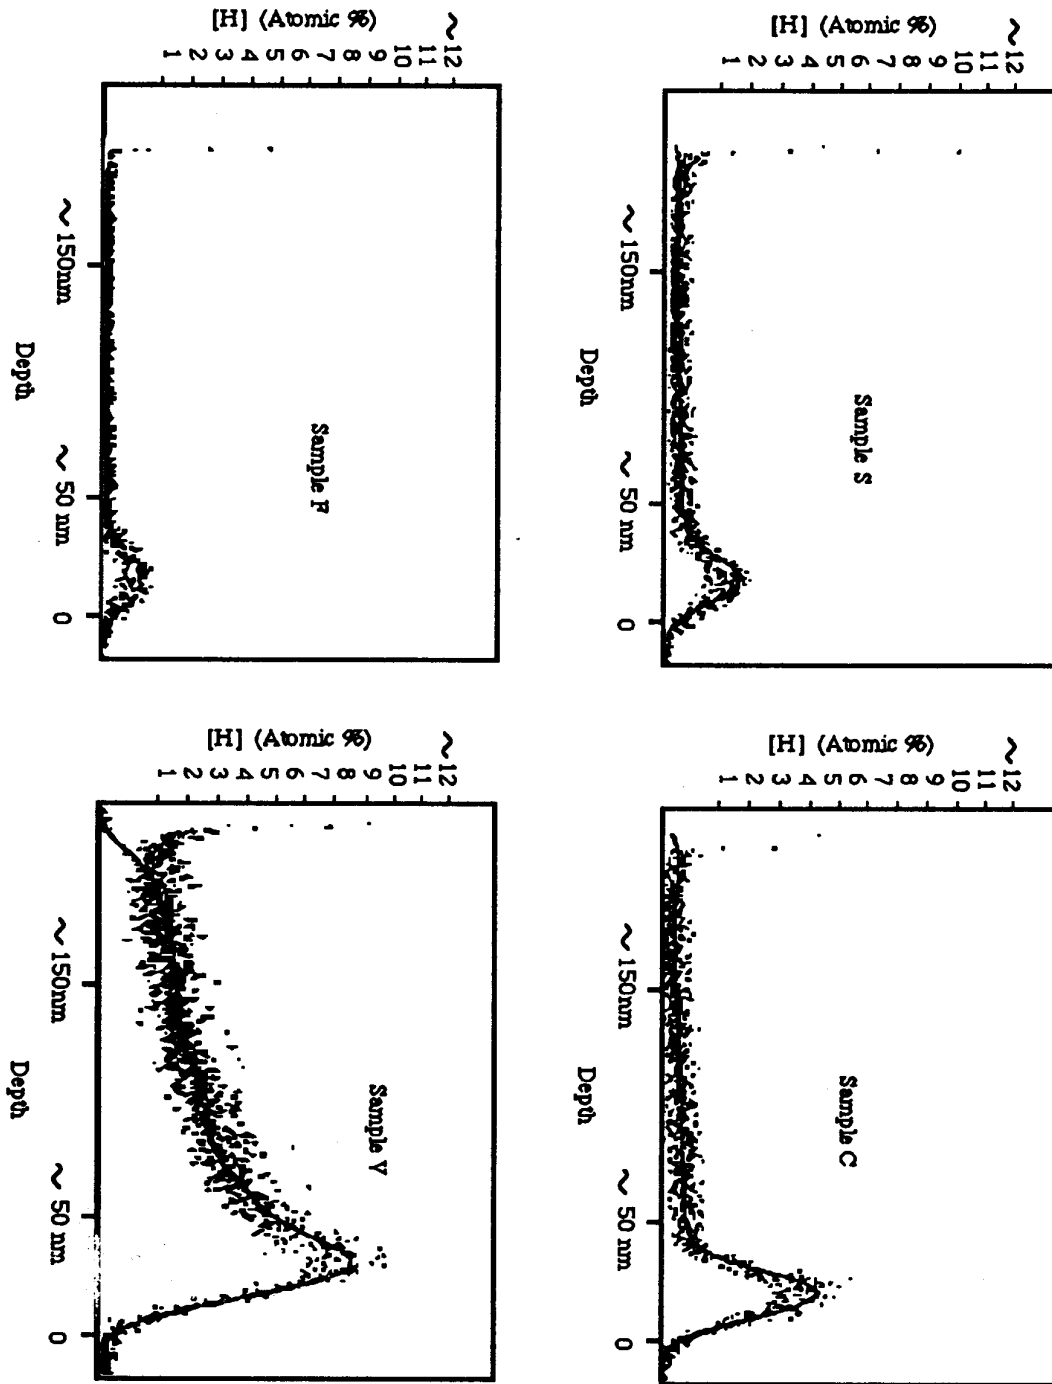 [H] (Atomic %)
1 2 3 4 5 6 7 8 9 10 11 ~12
~ 150nm
~ 50 nm
0
Depth
Sample F
[H] (Atomic %)
1 2 3 4 5 6 7 8 9 10 11 ~12
~ 150nm
~ 50 nm
0
Depth
Sample S
[H] (Atomic %)
1 2 3 4 5 6 7 8 9 10 11 ~12
~ 150nm
~ 50 nm
0
Depth
Sample V
[H] (Atomic %)
1 2 3 4 5 6 7 8 9 10 11 ~12
~ 150nm
~ 50 nm
0
Depth
Sample C